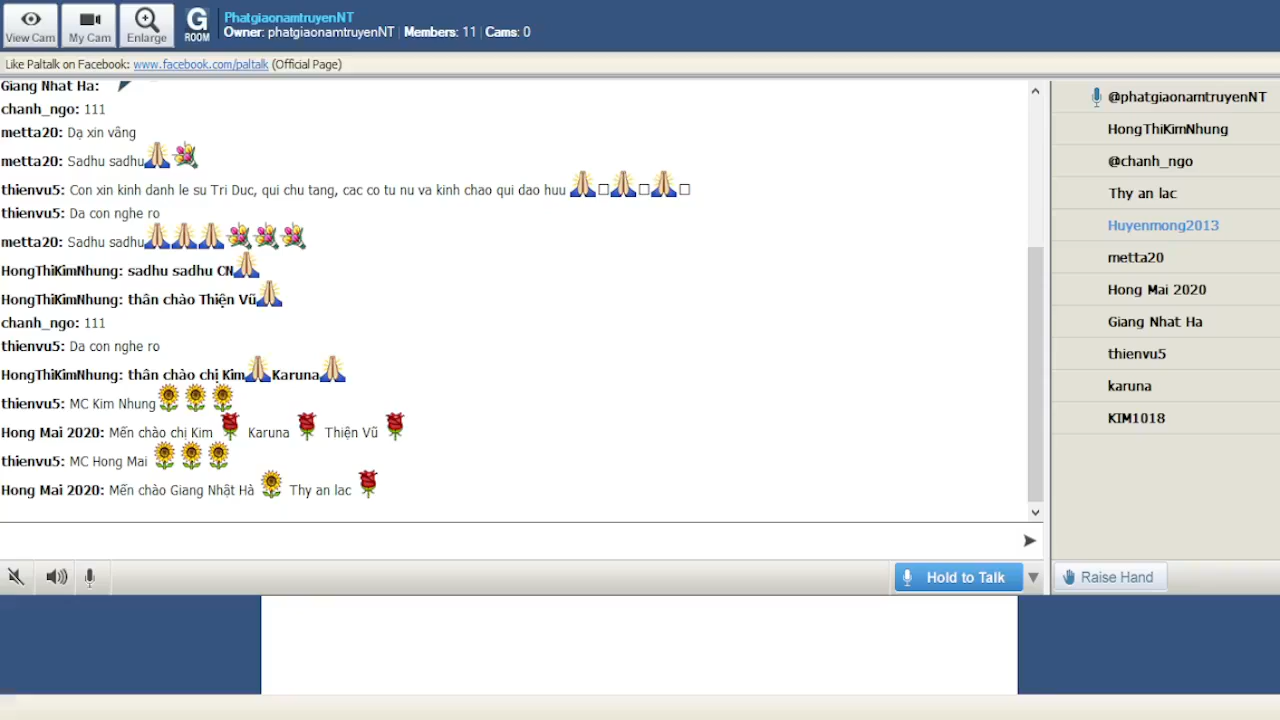 View Cam
My Cam
Enlarge
G
ROOM
PhatgiaonamtruyenNT
Owner: phatgiaonamtruyenNT | Members: 11 | Cams: 0
Like Paltalk on Facebook: www.facebook.com/paltalk (Official Page)
Giang Nhat Ha:
chanh_ngo: 111
metta20: Dạ xin vâng
metta20: Sadhu sadhu
thienvu5: Con xin kinh danh le su Tri Duc, qui chu tang, cac co tu nu va kinh chao qui dao huu
thienvu5: Da con nghe ro
metta20: Sadhu sadhu
HongThiKimNhung: sadhu sadhu CN
HongThiKimNhung: thân chào Thiện Vũ
chanh_ngo: 111
thienvu5: Da con nghe ro
HongThiKimNhung: thân chào chị Kim Karuna
thienvu5: MC Kim Nhung
Hong Mai 2020: Mến chào chị Kim Karuna Thiện Vũ
thienvu5: MC Hong Mai
Hong Mai 2020: Mến chào Giang Nhật Hà Thy an lac
@phatgiaonamtruyenNT
HongThiKimNhung
@chanh_ngo
Thy an lac
Huyenmong2013
metta20
Hong Mai 2020
Giang Nhat Ha
thienvu5
karuna
KIM1018
Hold to Talk
Raise Hand